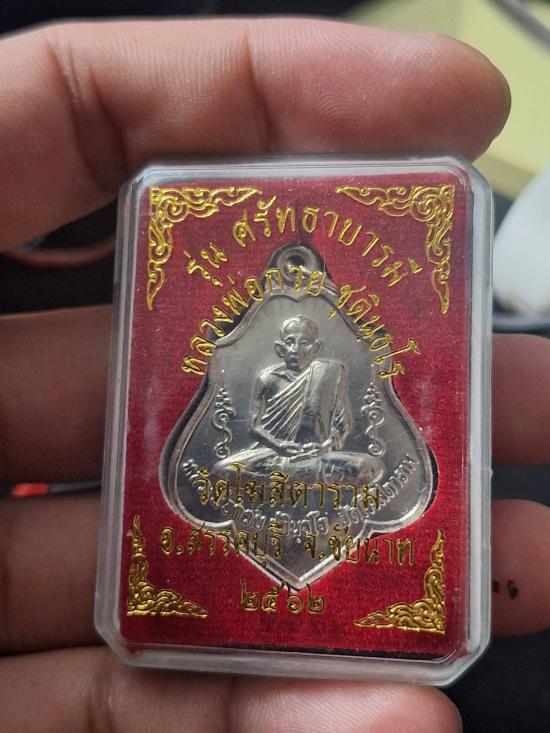 รุ่น ศรัทธาบารมี
หลวงพ่อกวย ชุตินฺธโร
วัดโฆสิตาราม
อ.สรรคบุรี จ.ชัยนาท
๒๕๖๒